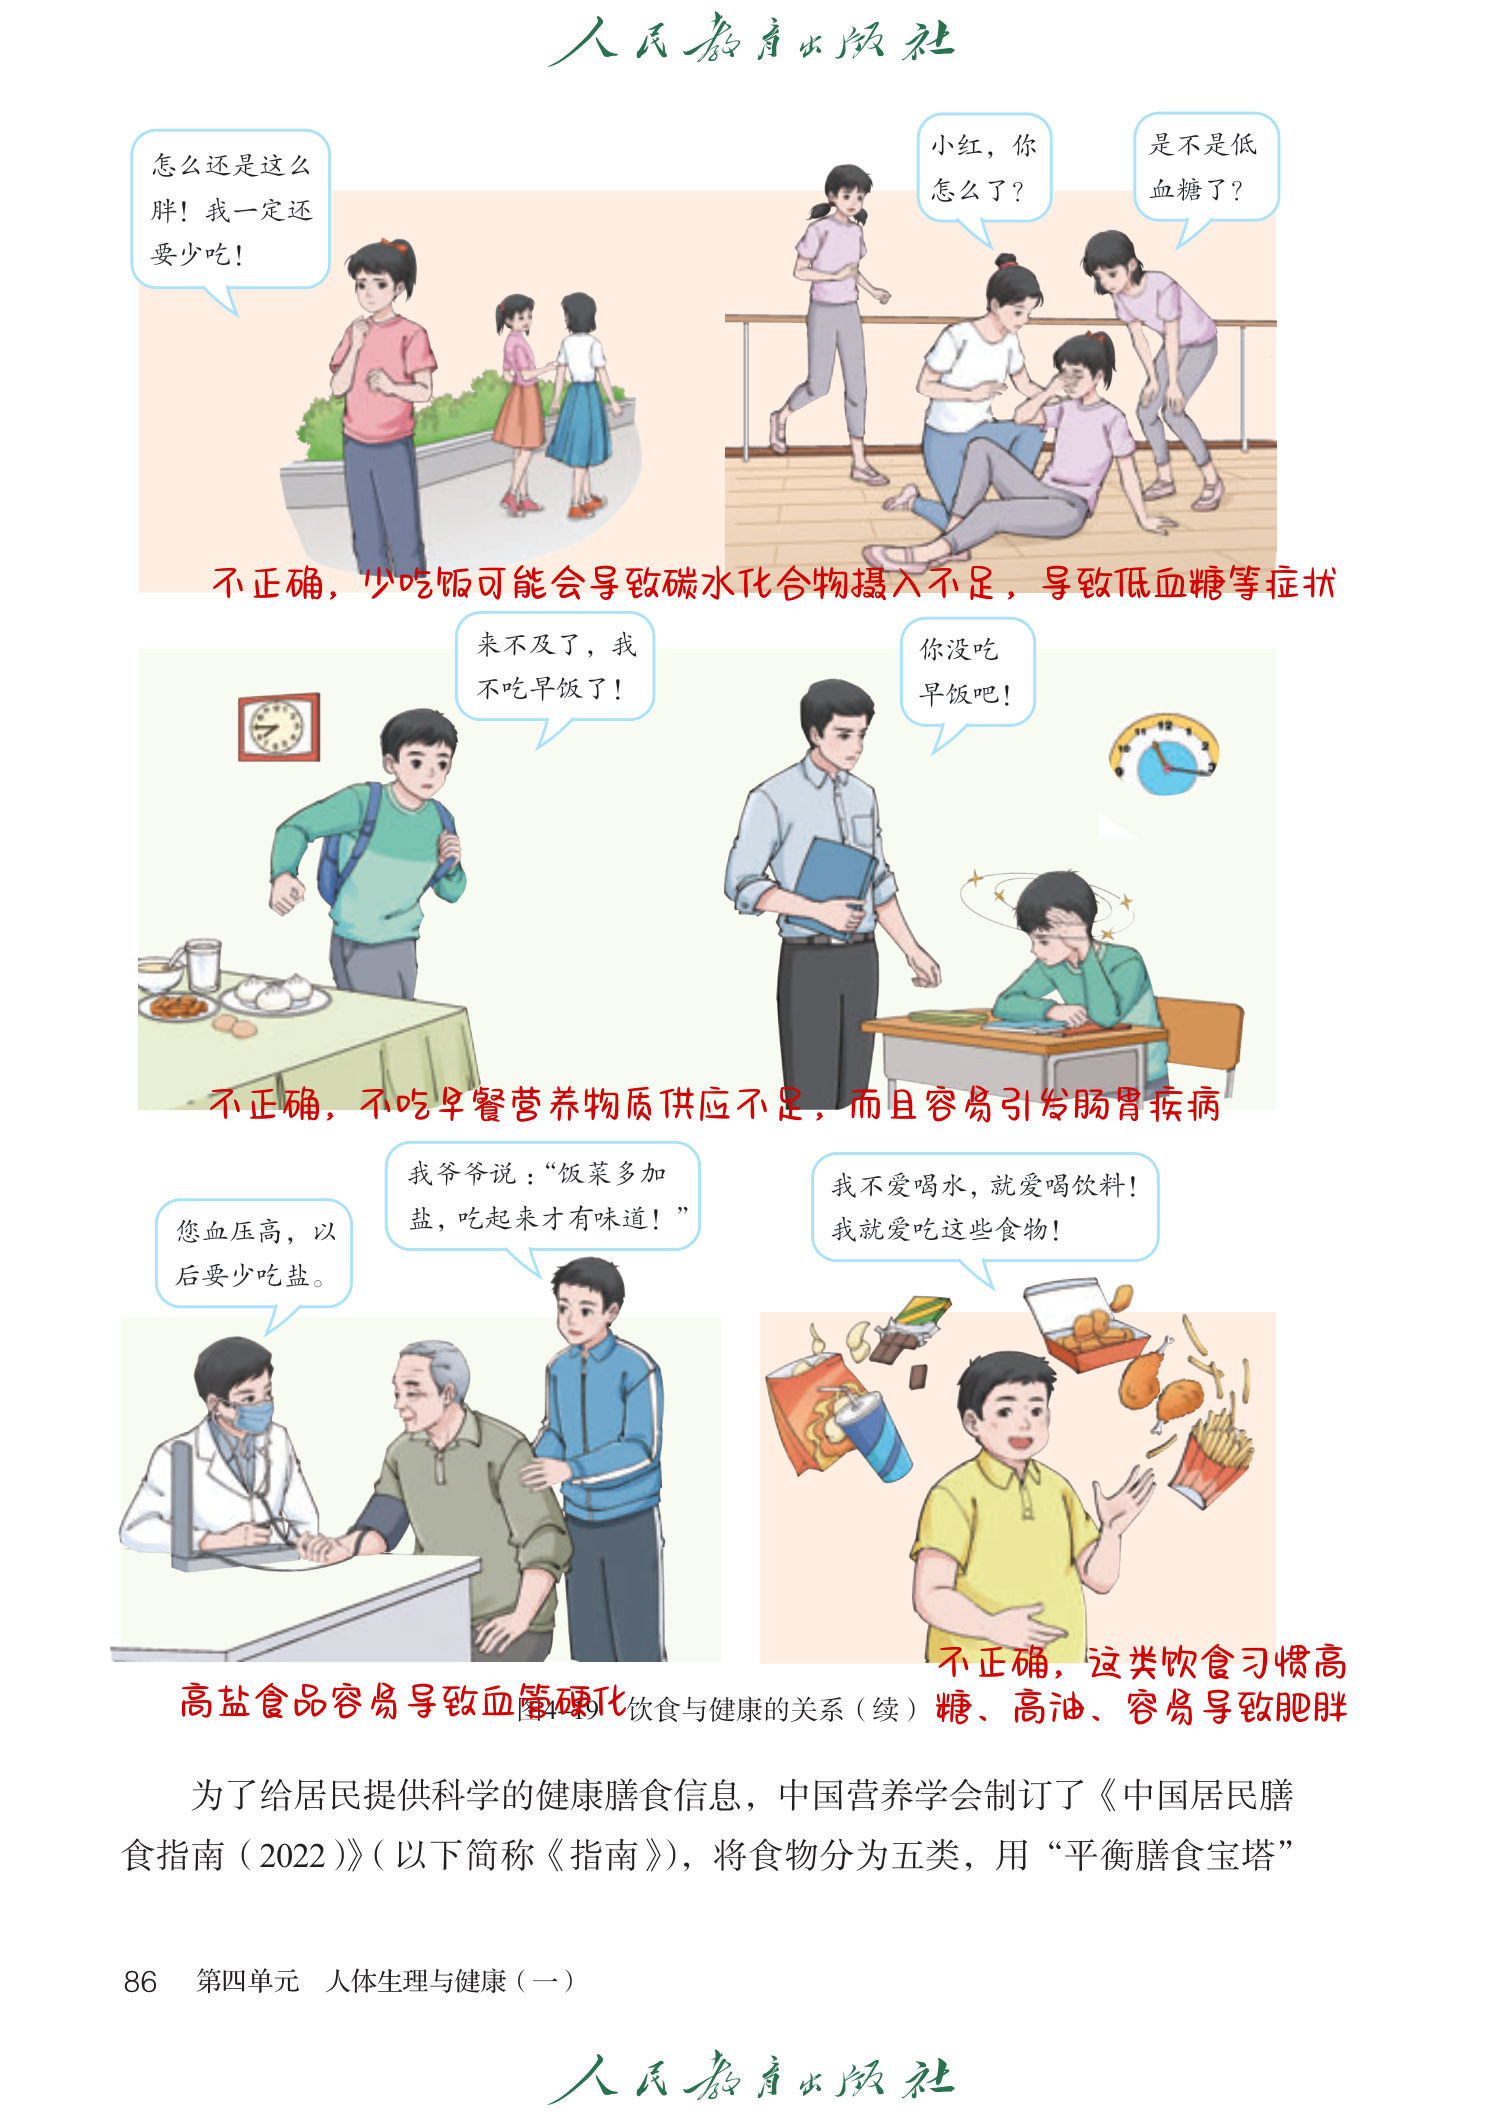 人民教育出版社
怎么还是这么
胖！我一定还
要少吃！
小红，你
怎么了？
是不是低
血糖了？
不正确，少吃饭可能会导致碳水化合物摄入不足，导致低血糖等症状
来不及了，我
不吃早饭了！
你没吃
早饭吧！
10 11 12 1 2 3
9
不正确，不吃早餐营养物质供应不足，而且容易引发肠胃疾病
您血压高，以
后要少吃盐。
我爷爷说：“饭菜多加
盐，吃起来才有味道！”
我不爱喝水，就爱喝饮料！
我就爱吃这些食物！
高盐食品容易导致血管硬化
图4-19 饮食与健康的关系（续）
不正确，这类饮食习惯高
糖、高油、容易导致肥胖
为了给居民提供科学的健康膳食信息，中国营养学会制订了《中国居民膳
食指南（2022）》（以下简称《指南》），将食物分为五类，用“平衡膳食宝塔”
86 第四单元 人体生理与健康（一）
人民教育出版社